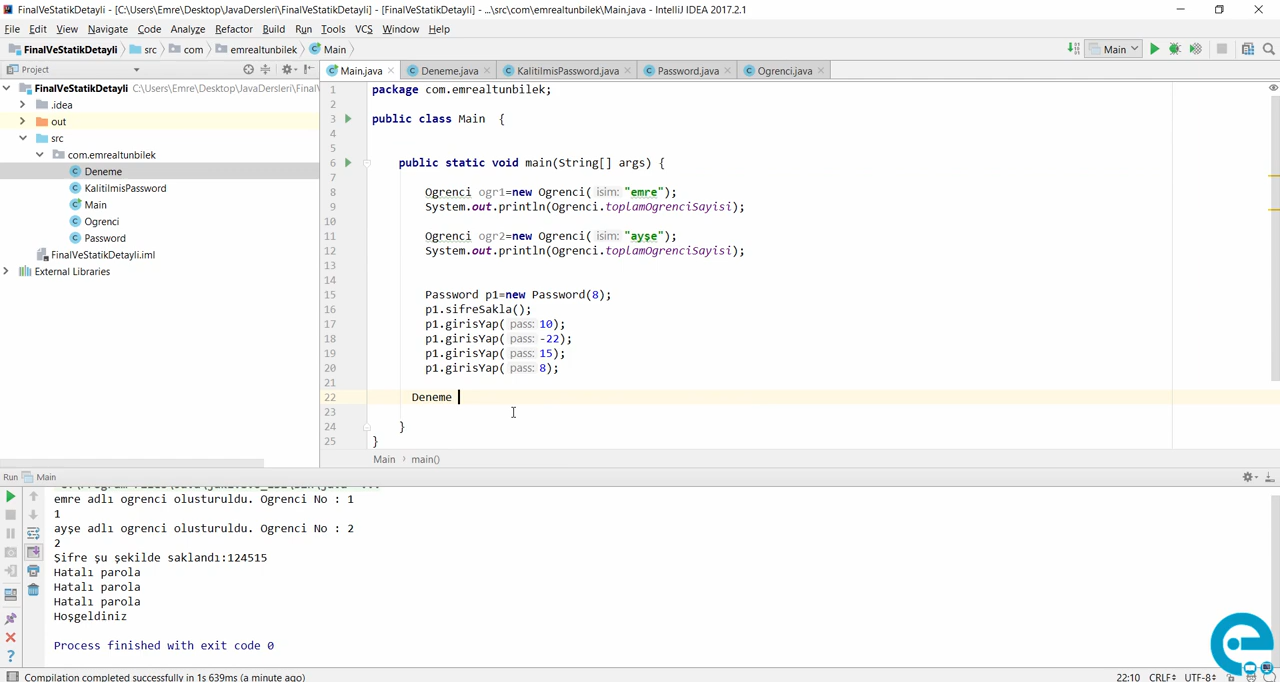 FinalVeStatikDetayli - [C:\Users\Emre\Desktop\JavaDersleri\FinalVeStatikDetayli] - [FinalVeStatikDetayli] - ...\src\com\emrealtunbilek\Main.java - IntelliJ IDEA 2017.2.1
File Edit View Navigate Code Analyze Refactor Build Run Tools VCS Window Help
FinalVeStatikDetayli src com emrealtunbilek Main Main
Project Main.java Deneme.java KalitilmisPassword.java Password.java Ogrenci.java
FinalVeStatikDetayli C:\Users\Emre\Desktop\JavaDersleri\FinalV
.idea
out
src
com.emrealtunbilek
Deneme
KalitilmisPassword
Main
Ogrenci
Password
FinalVeStatikDetayli.iml
External Libraries
1 package com.emrealtunbilek;
2
3 public class Main {
4
5
6 public static void main(String[] args) {
7
8 Ogrenci ogr1=new Ogrenci( isim: "emre");
9 System.out.println(Ogrenci.toplamOgrenciSayisi);
10
11 Ogrenci ogr2=new Ogrenci( isim: "ayşe");
12 System.out.println(Ogrenci.toplamOgrenciSayisi);
13
14
15 Password p1=new Password(8);
16 p1.sifreSakla();
17 p1.girisYap( pass: 10);
18 p1.girisYap( pass: -22);
19 p1.girisYap( pass: 15);
20 p1.girisYap( pass: 8);
21
22 Deneme
23
24 }
25 }
Main › main()
Run Main
emre adlı ogrenci olusturuldu. Ogrenci No : 1
1
ayşe adlı ogrenci olusturuldu. Ogrenci No : 2
2
Şifre şu şekilde saklandı:124515
Hatalı parola
Hatalı parola
Hatalı parola
Hoşgeldiniz
Process finished with exit code 0
Compilation completed successfully in 1s 639ms (a minute ago) 22:10 CRLF UTF-8